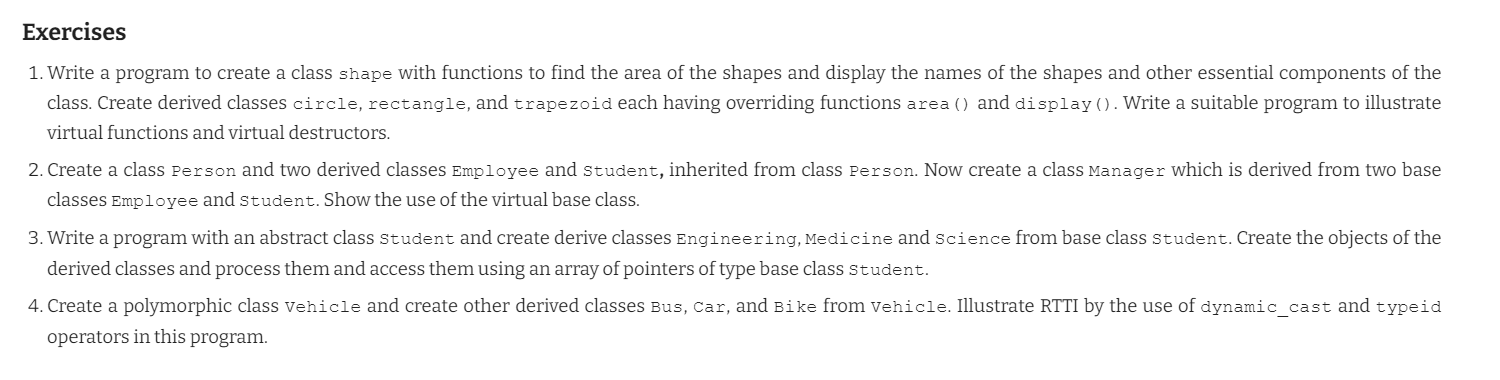 Exercises
1. Write a program to create a class shape with functions to find the area of the shapes and display the names of the shapes and other essential components of the
class. Create derived classes circle, rectangle, and trapezoid each having overriding functions area() and display(). Write a suitable program to illustrate
virtual functions and virtual destructors.
2. Create a class Person and two derived classes Employee and Student, inherited from class Person. Now create a class Manager which is derived from two base
classes Employee and Student. Show the use of the virtual base class.
3. Write a program with an abstract class Student and create derive classes Engineering, Medicine and Science from base class Student. Create the objects of the
derived classes and process them and access them using an array of pointers of type base class Student.
4. Create a polymorphic class Vehicle and create other derived classes Bus, Car, and Bike from Vehicle. Illustrate RTTI by the use of dynamic_cast and typeid
operators in this program.